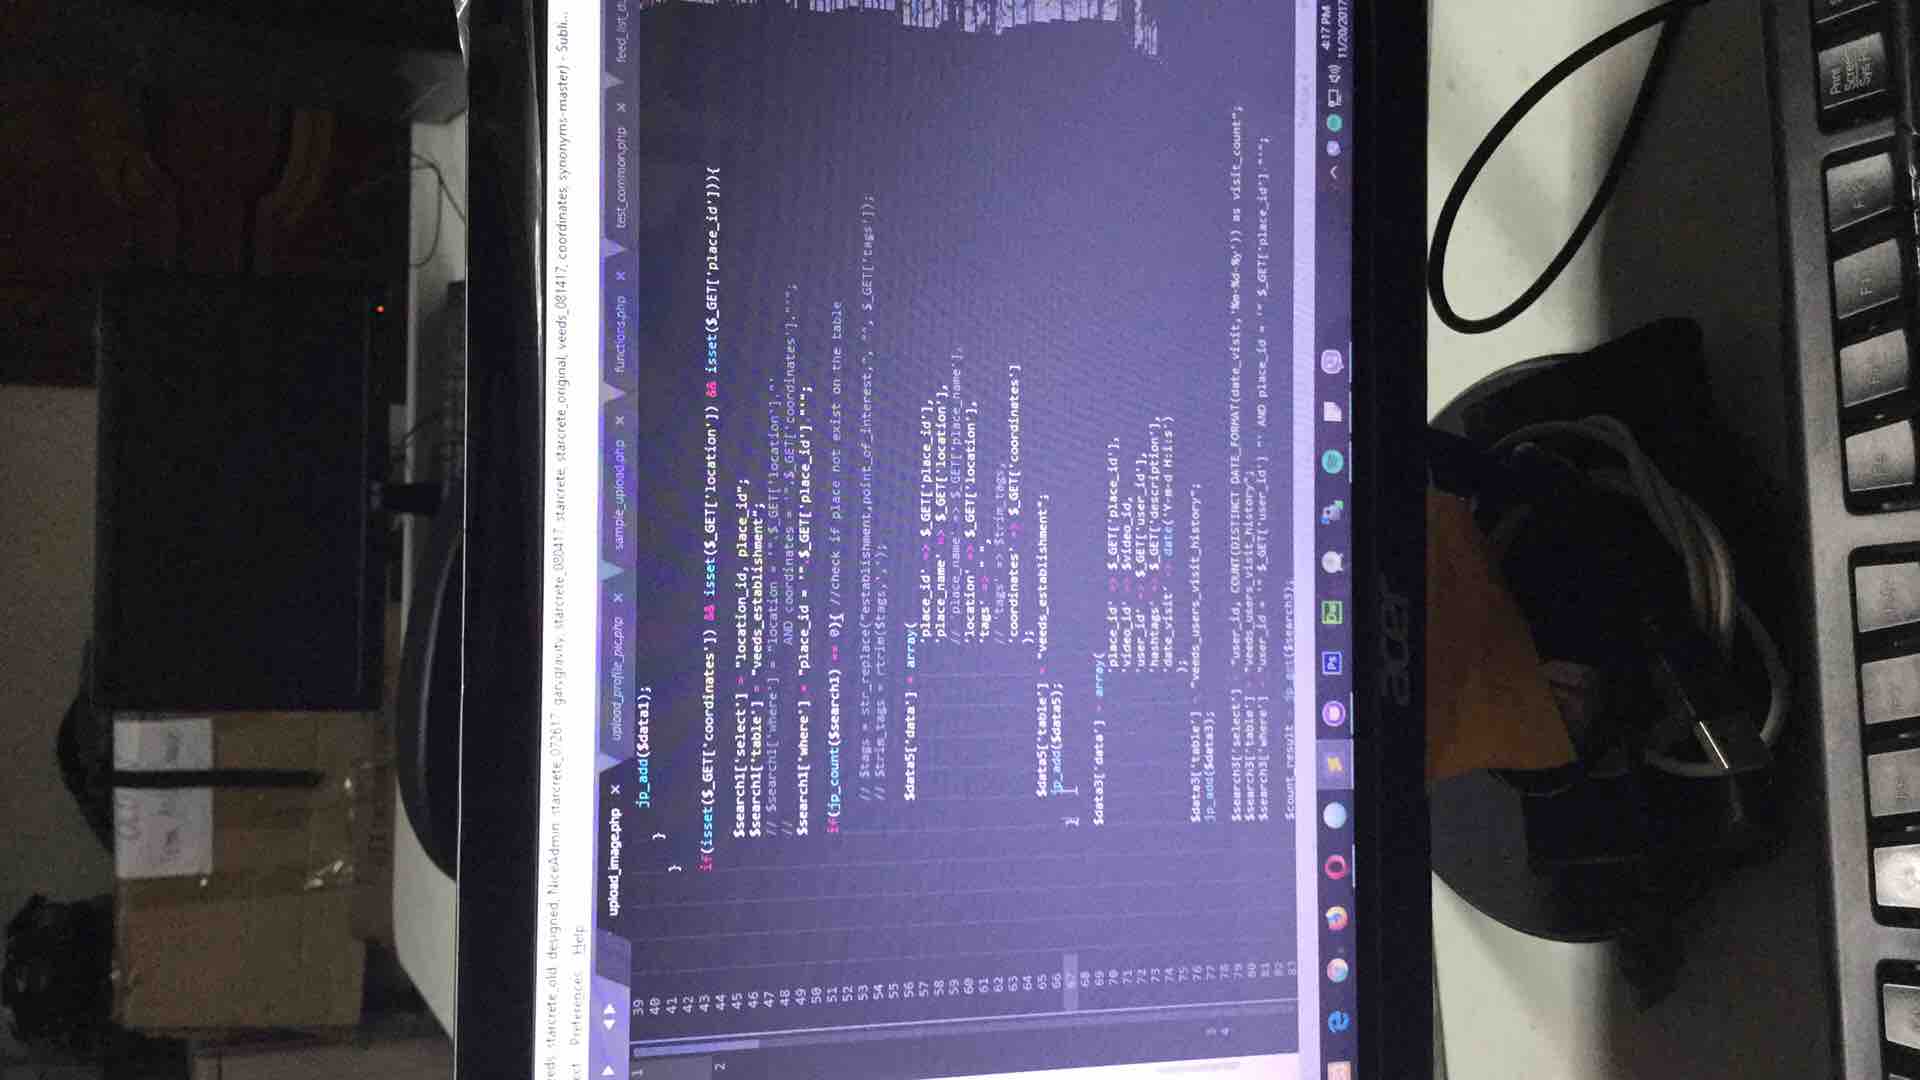 eds, starcrete_old, designed, NiceAdmin, starcrete_072617, garygravity, starcrete_080417, starcrete, starcrete_original, veeds_081417, coordinates, synonyms-master) - Subli...
ect Preferences Help
upload_image.php × upload_profile_pic.php × sample_upload.php × functions.php × test_common.php × feed_list_d
1
2
3
4
39 jp_add($data1);
40 }
41 }
42
43 if(isset($_GET['coordinates']) && isset($_GET['location']) && isset($_GET['place_id'])){
44
45 $search1['select'] = "location_id, place_id";
46 $search1['table'] = "veeds_establishment";
47 // $search1['where'] = "location = '".$_GET['location']."'
48 // AND coordinates = '".$_GET['coordinates']."'";
49 $search1['where'] = "place_id = '".$_GET['place_id']."'";
50
51 if(jp_count($search1) == 0){ //check if place not exist on the table
52
53 // $tags = str_replace("establishment,point_of_interest,", "", $_GET['tags']);
54 // $trim_tags = rtrim($tags,',');
55
56 $data5['data'] = array(
57 'place_id' => $_GET['place_id'],
58 'place_name' => $_GET['location'],
59 // 'place_name' => $_GET['place_name'],
60 'location' => $_GET['location'],
61 'tags' => " ",
62 // 'tags' => $trim_tags,
63 'coordinates' => $_GET['coordinates']
64 );
65 $data5['table'] = "veeds_establishment";
66 jp_add($data5);
67 }
68
69 $data3['data'] = array(
70 'place_id' => $_GET['place_id'],
71 'video_id' => $video_id,
72 'user_id' => $_GET['user_id'],
73 'hashtags' => $_GET['description'],
74 'date_visit' => date('Y-m-d H:i:s')
75 );
76 $data3['table'] = "veeds_users_visit_history";
77 jp_add($data3);
78
79 $search3['select'] = "user_id, COUNT(DISTINCT DATE_FORMAT(date_visit,'%m-%d-%y')) as visit_count";
80 $search3['table'] = "veeds_users_visit_history";
81 $search3['where'] = "user_id = '".$_GET['user_id']."' AND place_id = '".$_GET['place_id']."'";
82
83 $count_result = jp_get($search3);
Ps
Dw
4:17 PM
11/20/2017
acer
F11
F12
Print
Screen